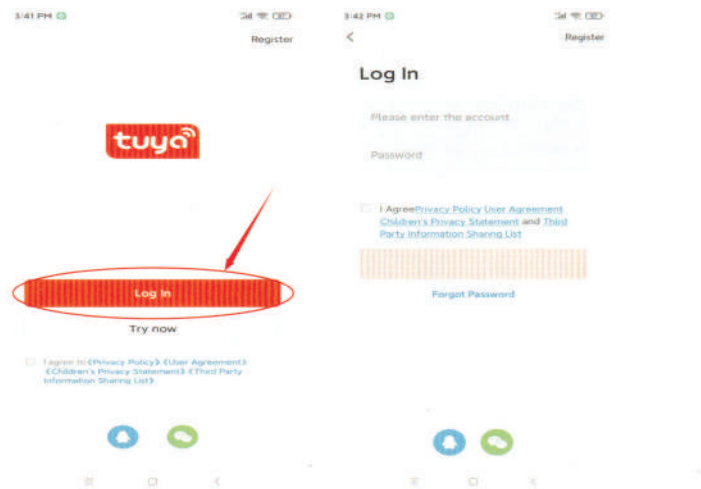 3:41 PM
Register
tuya
Log In
Try now
I agree to《Privacy Policy》《User Agreement》
《Children's Privacy Statement》《Third Party
Information Sharing List》
3:42 PM
Register
Log In
Please enter the account
Password
I AgreePrivacy Policy User Agreement
Children's Privacy Statement and Third
Party Information Sharing List
Forgot Password